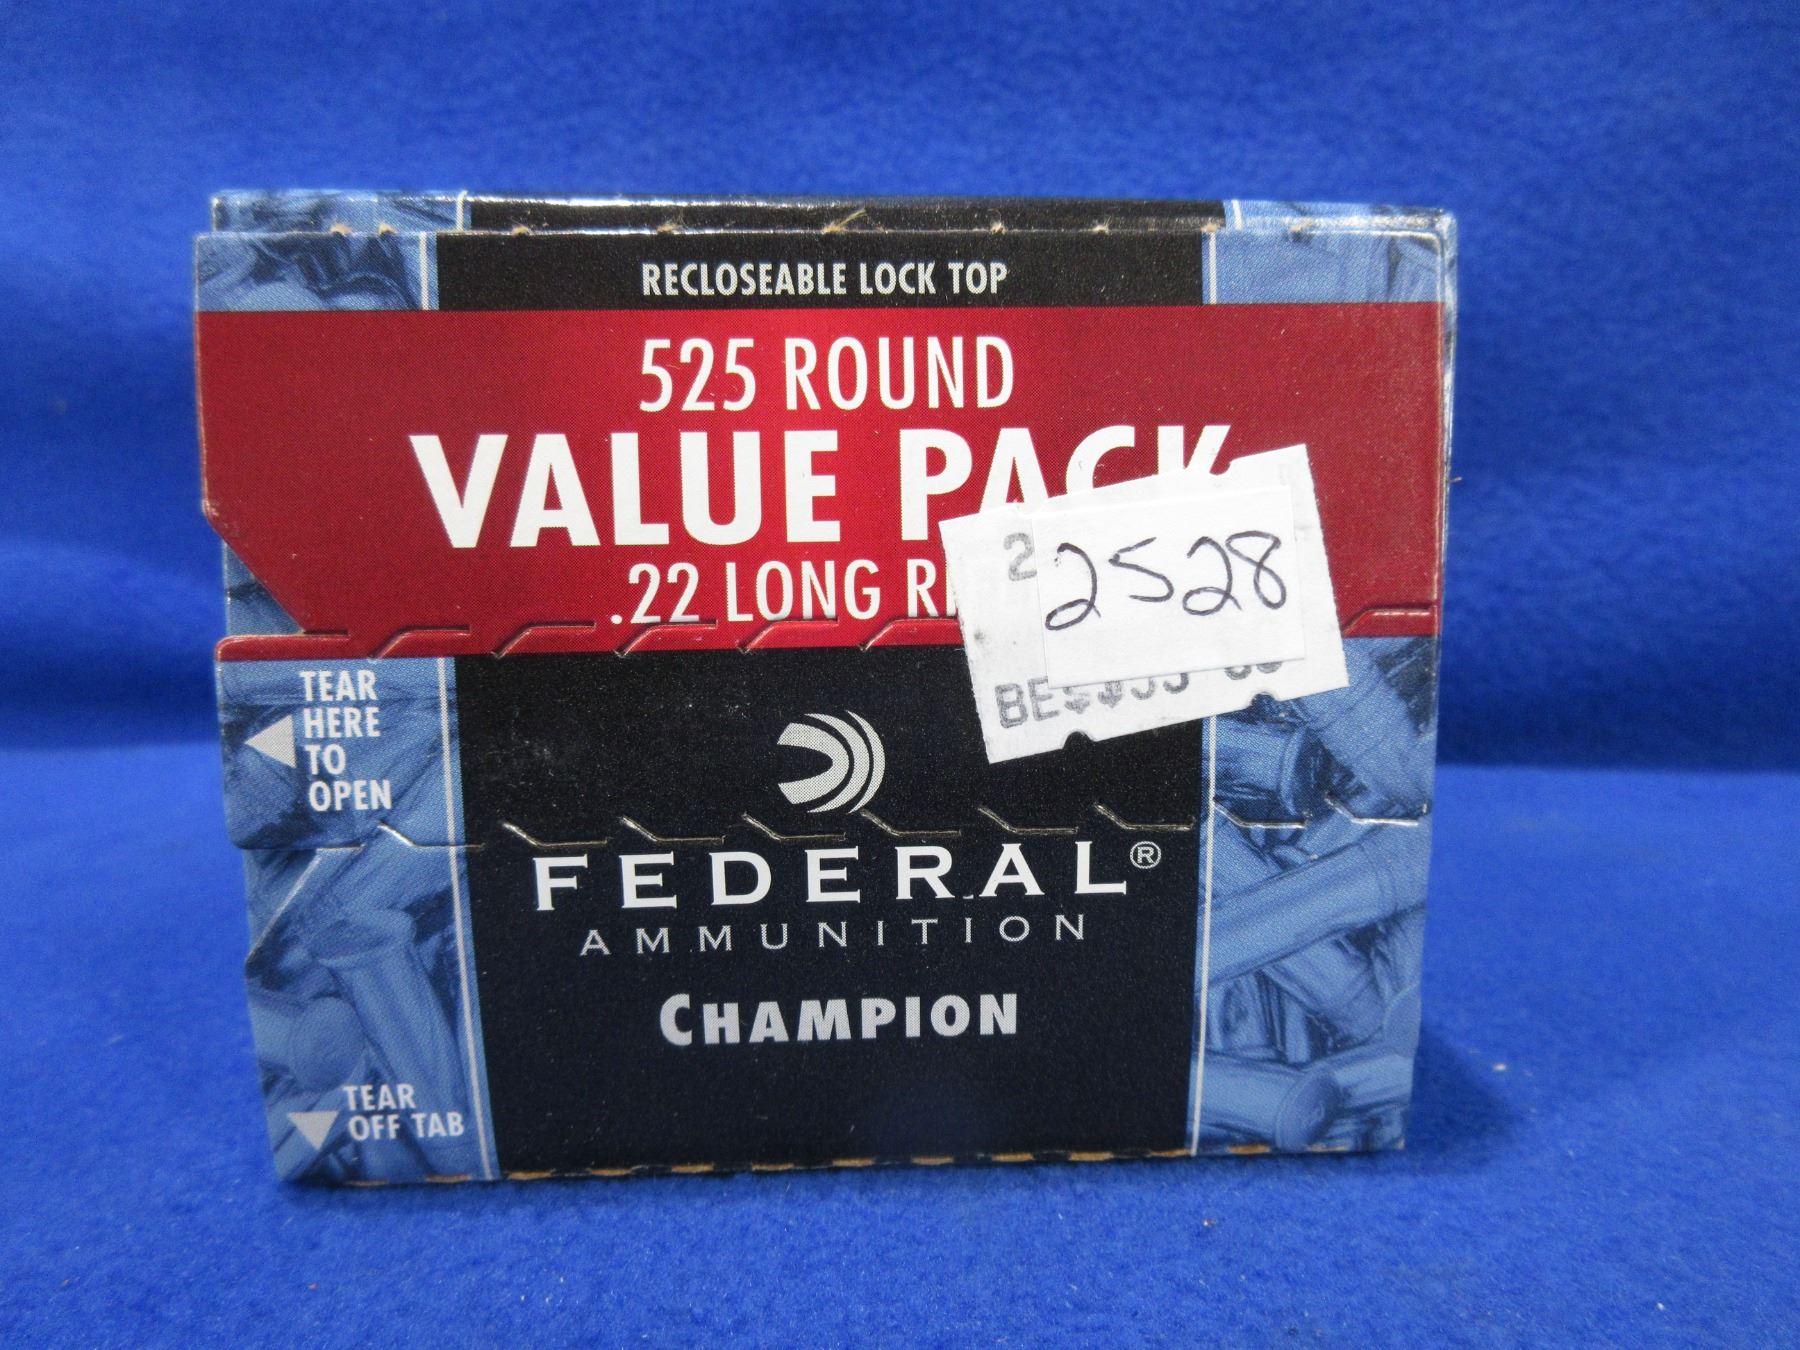 RECLOSEABLE LOCK TOP
525 ROUND
VALUE PACK
.22 LONG
2528
TEAR
HERE
TO
OPEN
FEDERAL®
AMMUNITION
CHAMPION
TEAR
OFF TAB